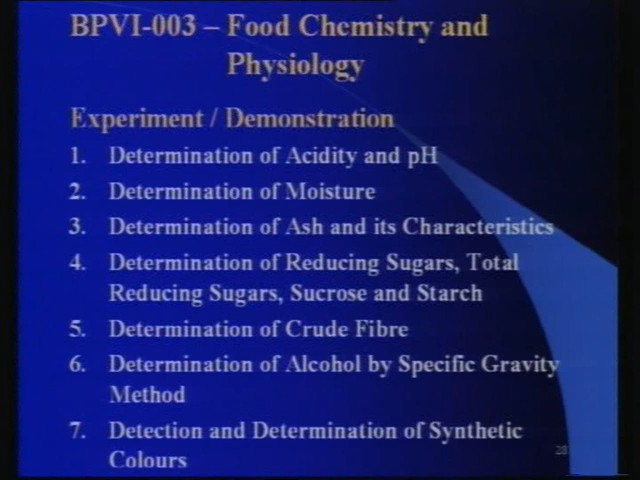 BPVI-003 – Food Chemistry and
Physiology
Experiment / Demonstration
1. Determination of Acidity and pH
2. Determination of Moisture
3. Determination of Ash and its Characteristics
4. Determination of Reducing Sugars, Total
Reducing Sugars, Sucrose and Starch
5. Determination of Crude Fibre
6. Determination of Alcohol by Specific Gravity
Method
7. Detection and Determination of Synthetic
Colours
28